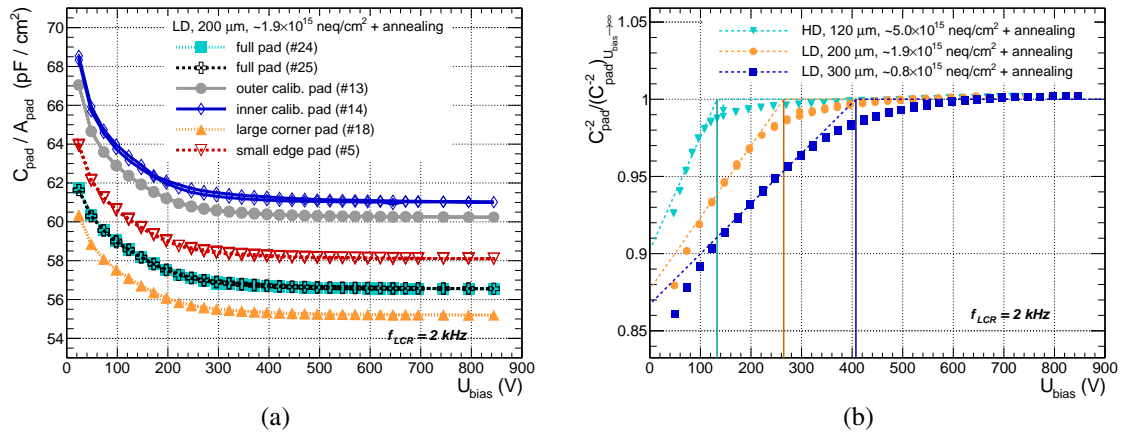 C_pad / A_pad (pF / cm²)
68
66
64
62
60
58
56
54
LD, 200 μm, ~1.9×10¹⁵ neq/cm² + annealing
full pad (#24)
full pad (#25)
outer calib. pad (#13)
inner calib. pad (#14)
large corner pad (#18)
small edge pad (#5)
f_LCR = 2 kHz
0 100 200 300 400 500 600 700 800 900
U_bias (V)
(a)
C_pad^-2/(C_pad^-2)_U_bias→∞
1.05
1
0.95
0.9
0.85
HD, 120 μm, ~5.0×10¹⁵ neq/cm² + annealing
LD, 200 μm, ~1.9×10¹⁵ neq/cm² + annealing
LD, 300 μm, ~0.8×10¹⁵ neq/cm² + annealing
f_LCR = 2 kHz
0 100 200 300 400 500 600 700 800 900
U_bias (V)
(b)